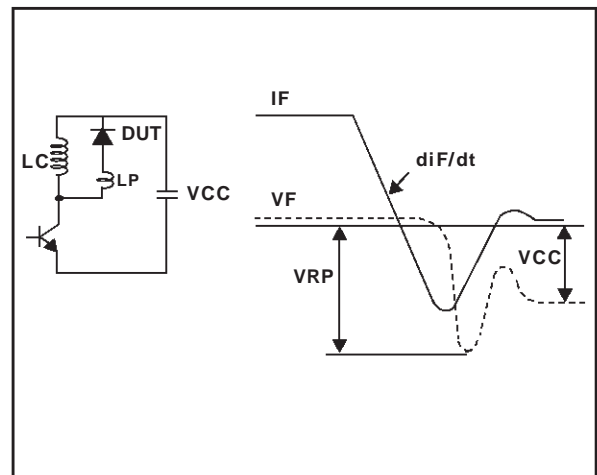 IF
DUT
diF/dt
LC
LP
VCC
VF
VRP
VCC